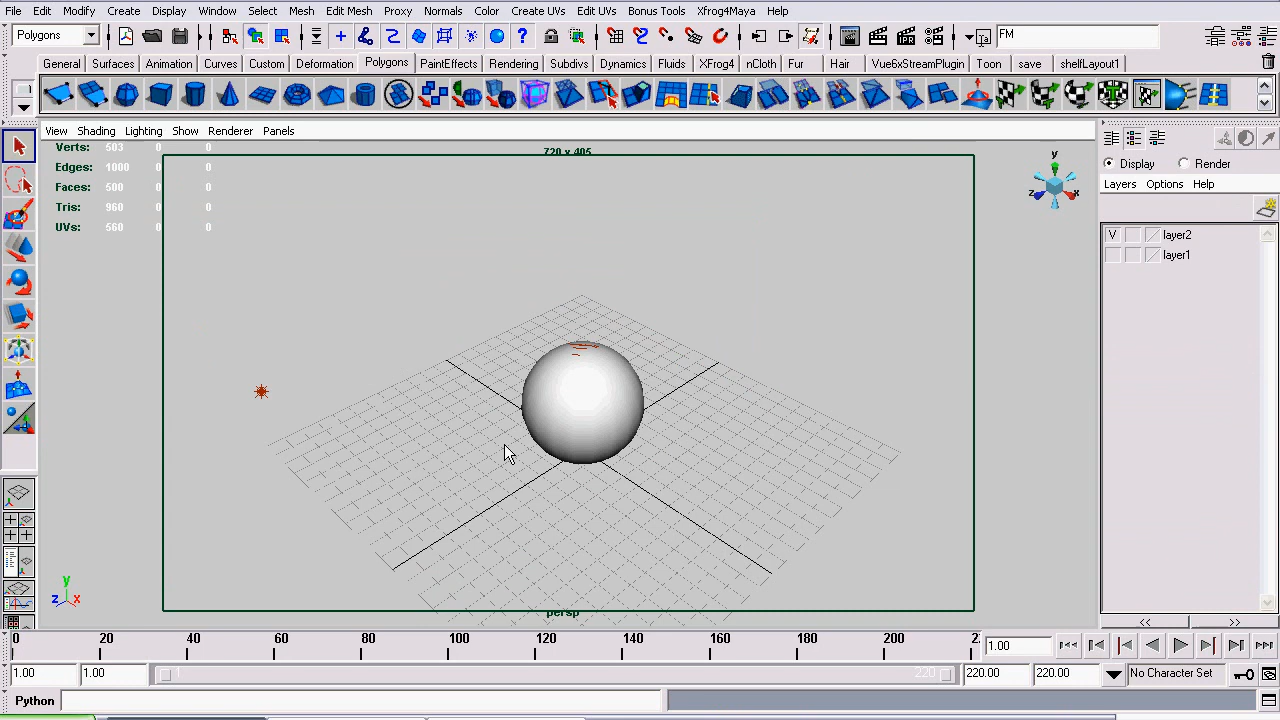 File Edit Modify Create Display Window Select Mesh Edit Mesh Proxy Normals Color Create UVs Edit UVs Bonus Tools Xfrog4Maya Help
Polygons FM
General Surfaces Animation Curves Custom Deformation Polygons PaintEffects Rendering Subdivs Dynamics Fluids XFrog4 nCloth Fur Hair Vue6xStreamPlugin Toon save shelfLayout1
View Shading Lighting Show Renderer Panels
Verts: 503 0 0
720 x 405
Edges: 1000 0 0
Faces: 500 0 0
Tris: 960 0 0
UVs: 560 0 0
y
z x
Display Render
Layers Options Help
V layer2
layer1
y
z x
persp
<< >>
0 20 40 60 80 100 120 140 160 180 200 2
1.00
1.00 1.00 1 220 220.00 220.00 No Character Set
Python